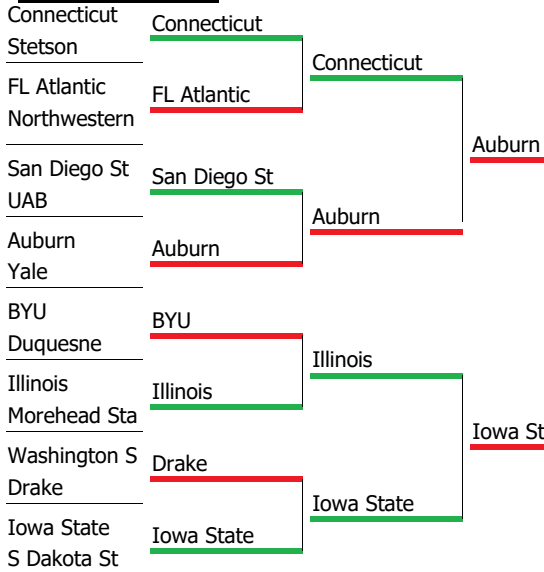 Connecticut
Stetson
FL Atlantic
Northwestern
San Diego St
UAB
Auburn
Yale
BYU
Duquesne
Illinois
Morehead Sta
Washington S
Drake
Iowa State
S Dakota St
Connecticut
FL Atlantic
San Diego St
Auburn
BYU
Illinois
Drake
Iowa State
Connecticut
Auburn
Illinois
Iowa State
Auburn
Iowa St